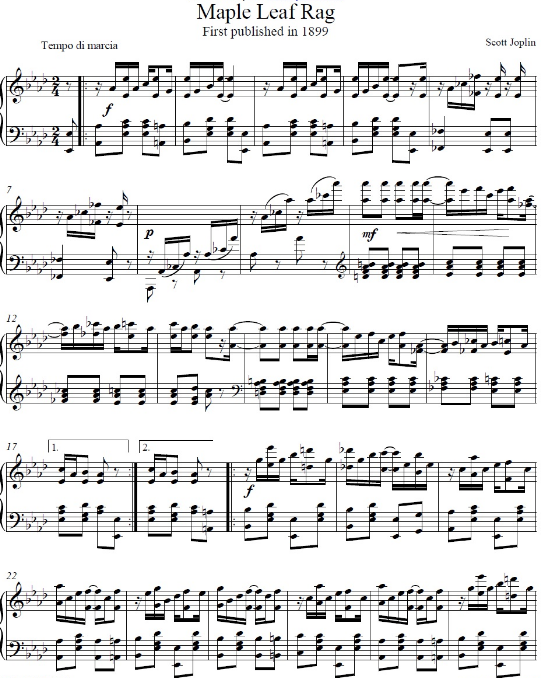 Maple Leaf Rag
First published in 1899
Tempo di marcia
Scott Joplin
2
4
f
7
p
mf
12
17
1.
2.
f
22